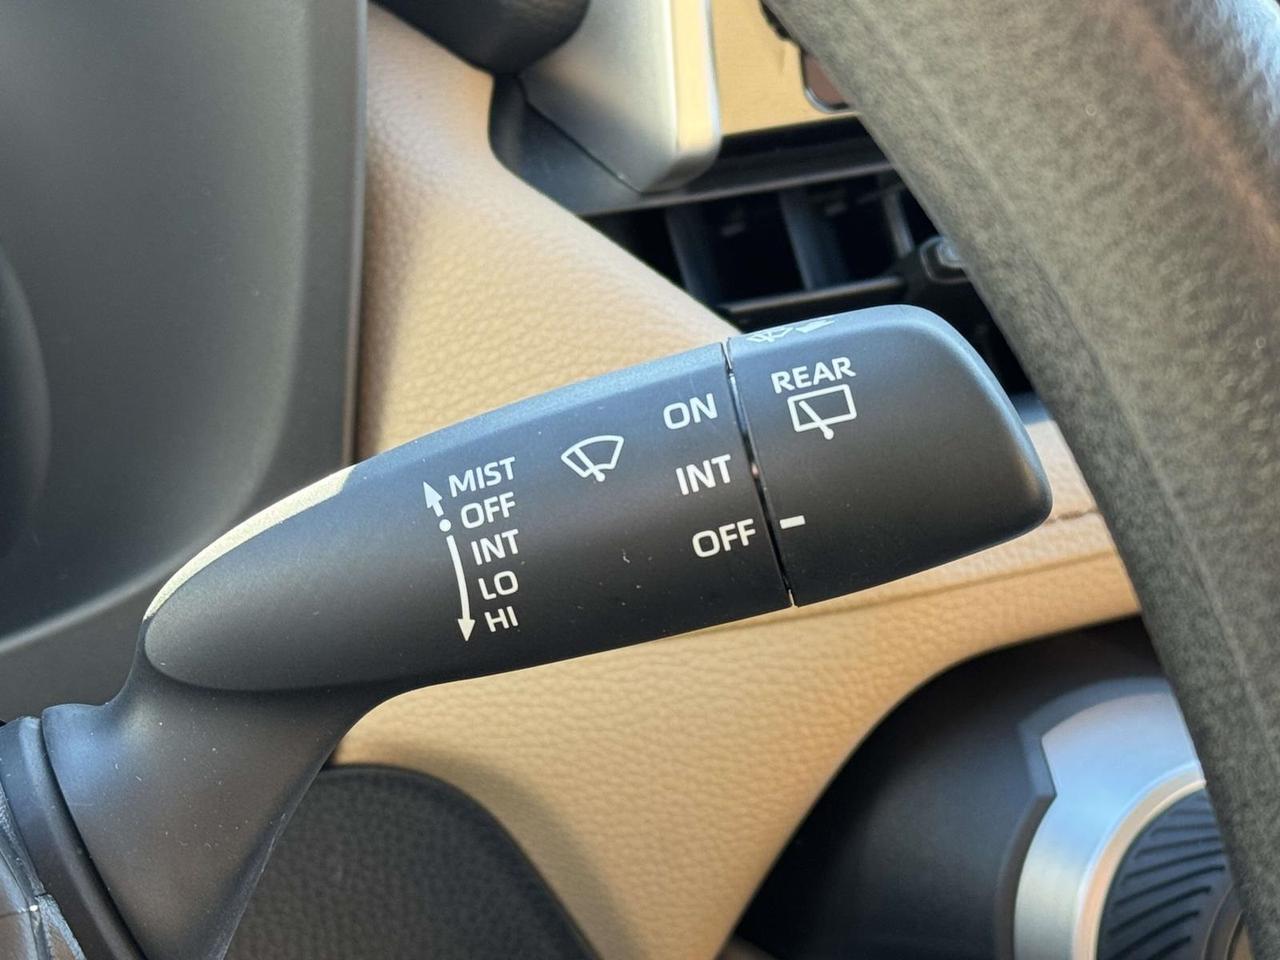 MIST
OFF
INT
LO
HI
ON
INT
OFF
REAR